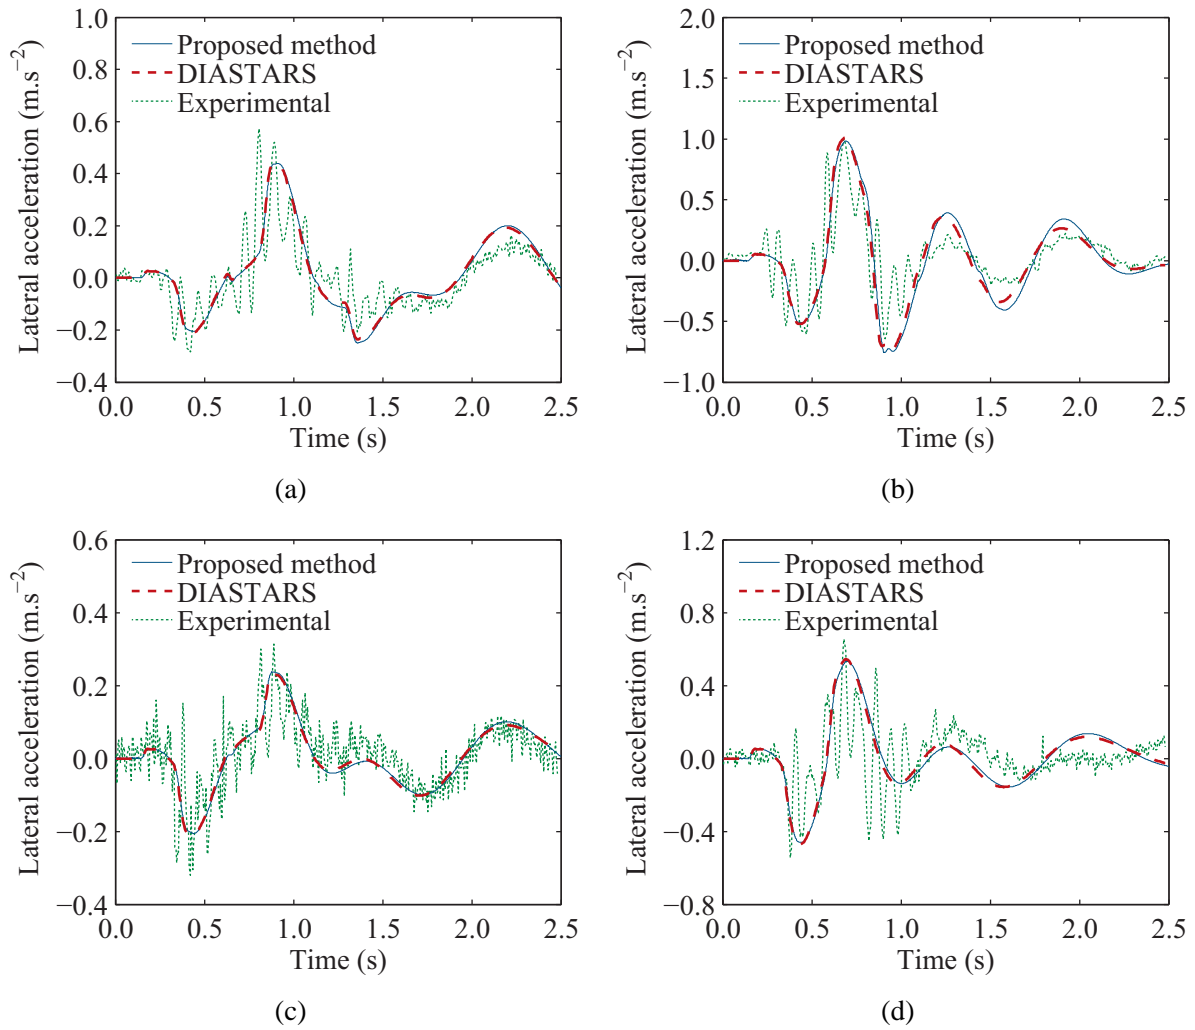 1.0
0.8
0.6
0.4
0.2
0.0
−0.2
−0.4
Lateral acceleration (m.s−2)
Proposed method
DIASTARS
Experimental
0.0 0.5 1.0 1.5 2.0 2.5
Time (s)
(a)
2.0
1.5
1.0
0.5
0.0
−0.5
−1.0
Lateral acceleration (m.s−2)
Proposed method
DIASTARS
Experimental
0.0 0.5 1.0 1.5 2.0 2.5
Time (s)
(b)
0.6
0.4
0.2
0.0
−0.2
−0.4
Lateral acceleration (m.s−2)
Proposed method
DIASTARS
Experimental
0.0 0.5 1.0 1.5 2.0 2.5
Time (s)
(c)
1.2
0.8
0.4
0.0
−0.4
−0.8
Lateral acceleration (m.s−2)
Proposed method
DIASTARS
Experimental
0.0 0.5 1.0 1.5 2.0 2.5
Time (s)
(d)